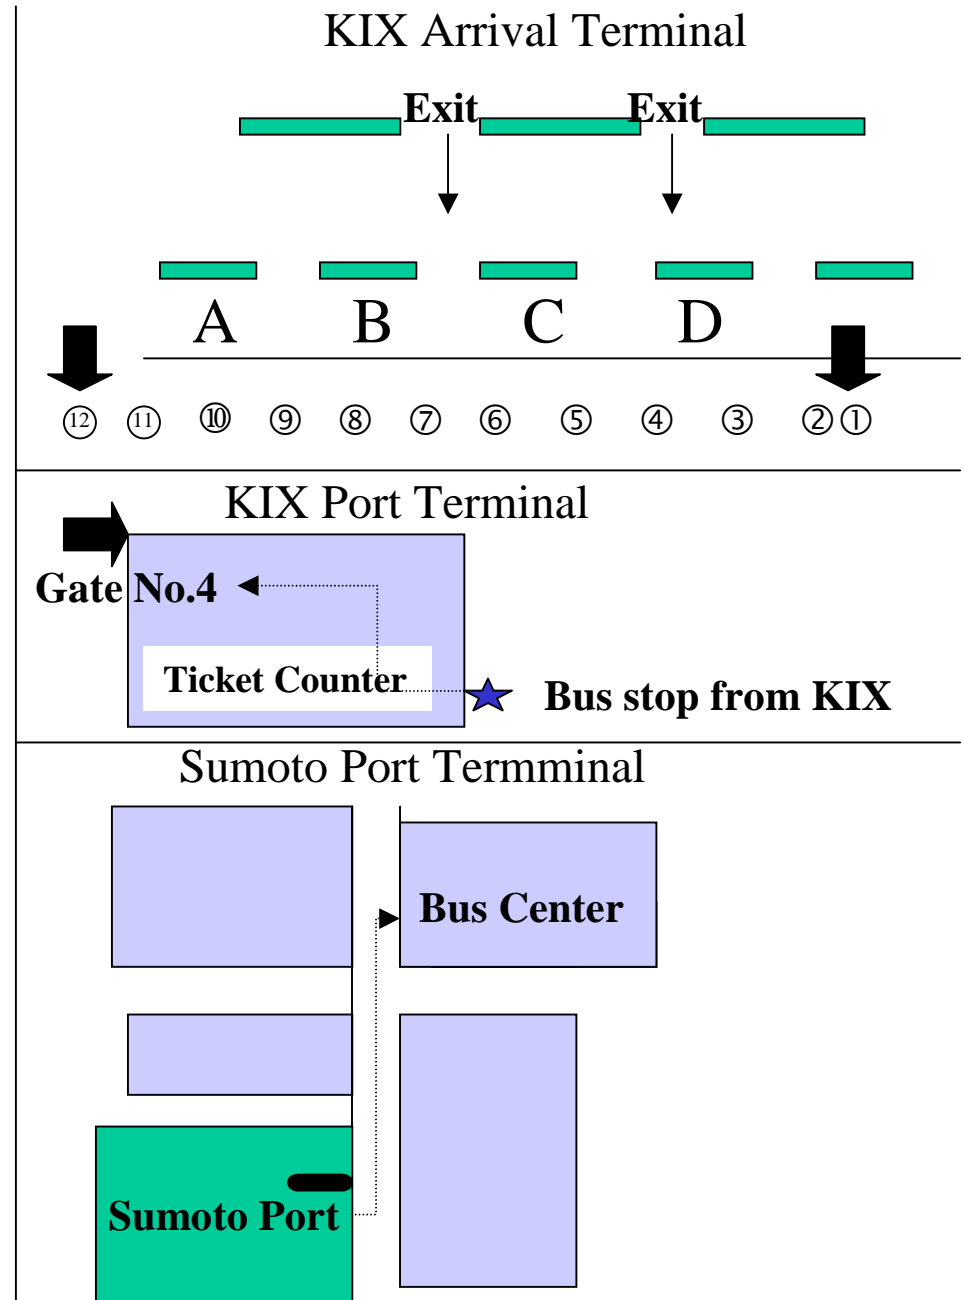 KIX Arrival Terminal
Exit Exit
A B C D
⑫ ⑪ ⑩ ⑨ ⑧ ⑦ ⑥ ⑤ ④ ③ ② ①
KIX Port Terminal
Gate No.4
Ticket Counter
Bus stop from KIX
Sumoto Port Termminal
Bus Center
Sumoto Port